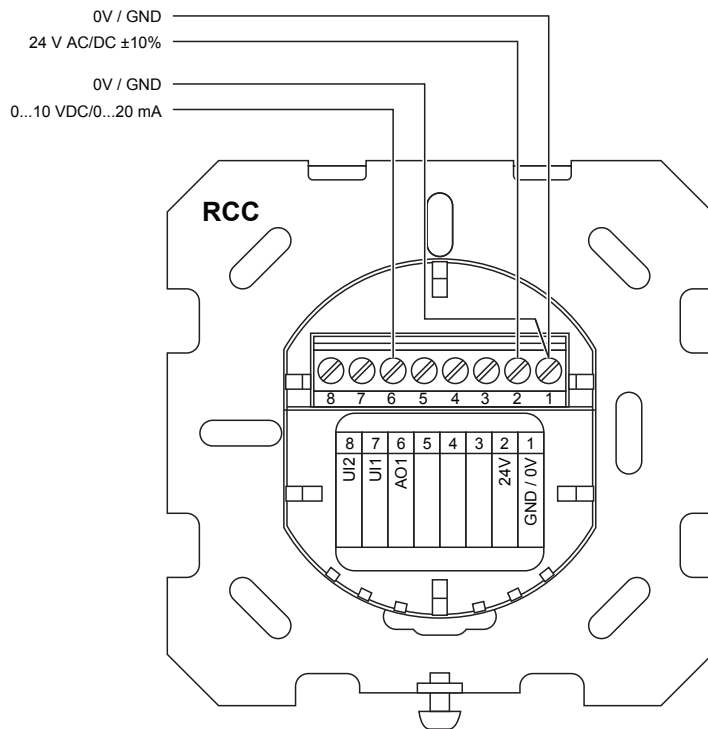 0V / GND
24 V AC/DC ±10%
0V / GND
0...10 VDC/0...20 mA
RCC
8 7 6 5 4 3 2 1
8 7 6 5 4 3 2 1
UI2 UI1 AO1 24V GND / 0V